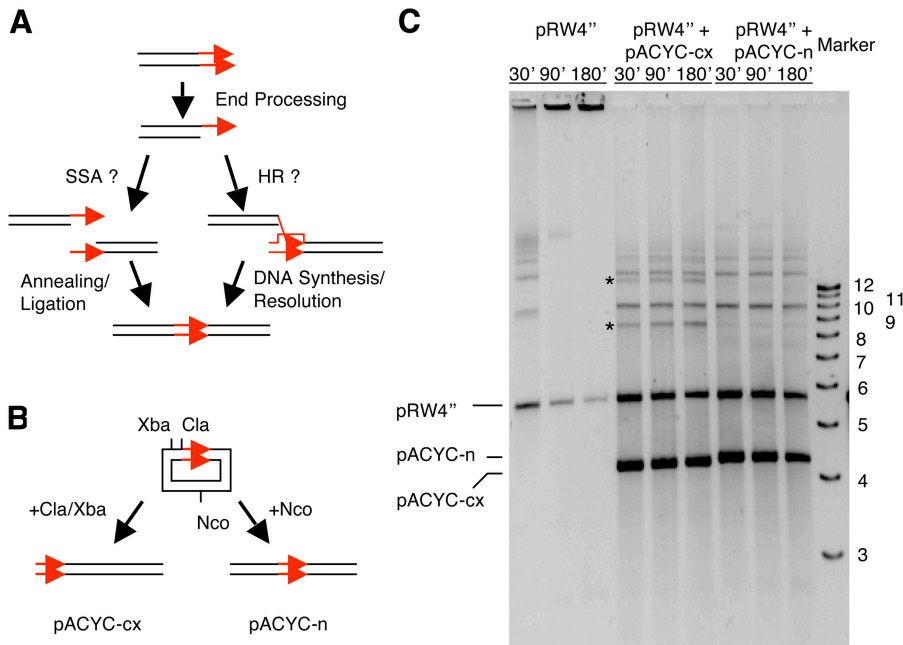 A
End Processing
SSA ?
HR ?
Annealing/
Ligation
DNA Synthesis/
Resolution
B
Xba Cla
Nco
+Cla/Xba
+Nco
pACYC-cx
pACYC-n
C
pRW4”
pRW4” +
pACYC-cx
pRW4” +
pACYC-n
Marker
30’ 90’ 180’ 30’ 90’ 180’ 30’ 90’ 180’
*
*
12
11
10
9
8
7
6
5
4
3
pRW4”
pACYC-n
pACYC-cx